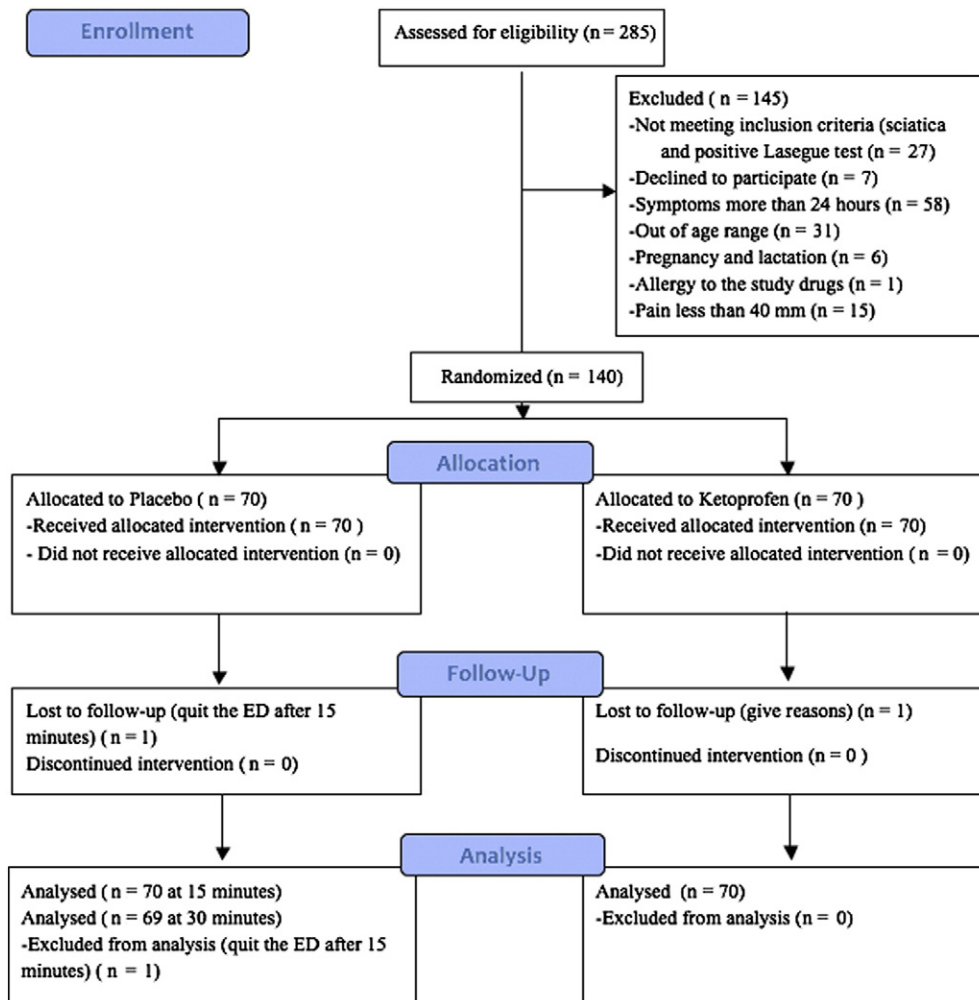 Enrollment
Assessed for eligibility (n = 285)
Excluded ( n = 145)
-Not meeting inclusion criteria (sciatica
and positive Lasegue test (n = 27)
-Declined to participate (n = 7)
-Symptoms more than 24 hours (n = 58)
-Out of age range (n = 31)
-Pregnancy and lactation (n = 6)
-Allergy to the study drugs (n = 1)
-Pain less than 40 mm (n = 15)
Randomized (n = 140)
Allocation
Allocated to Placebo ( n = 70)
-Received allocated intervention ( n = 70 )
- Did not receive allocated intervention (n = 0)
Allocated to Ketoprofen (n = 70 )
-Received allocated intervention (n = 70)
-Did not receive allocated intervention ( n = 0)
Follow-Up
Lost to follow-up (quit the ED after 15
minutes) ( n = 1)
Discontinued intervention ( n = 0)
Lost to follow-up (give reasons) (n = 1)
Discontinued intervention (n = 0 )
Analysis
Analysed ( n = 70 at 15 minutes)
Analysed ( n = 69 at 30 minutes)
-Excluded from analysis (quit the ED after 15
minutes) ( n = 1)
Analysed (n = 70)
-Excluded from analysis (n = 0)